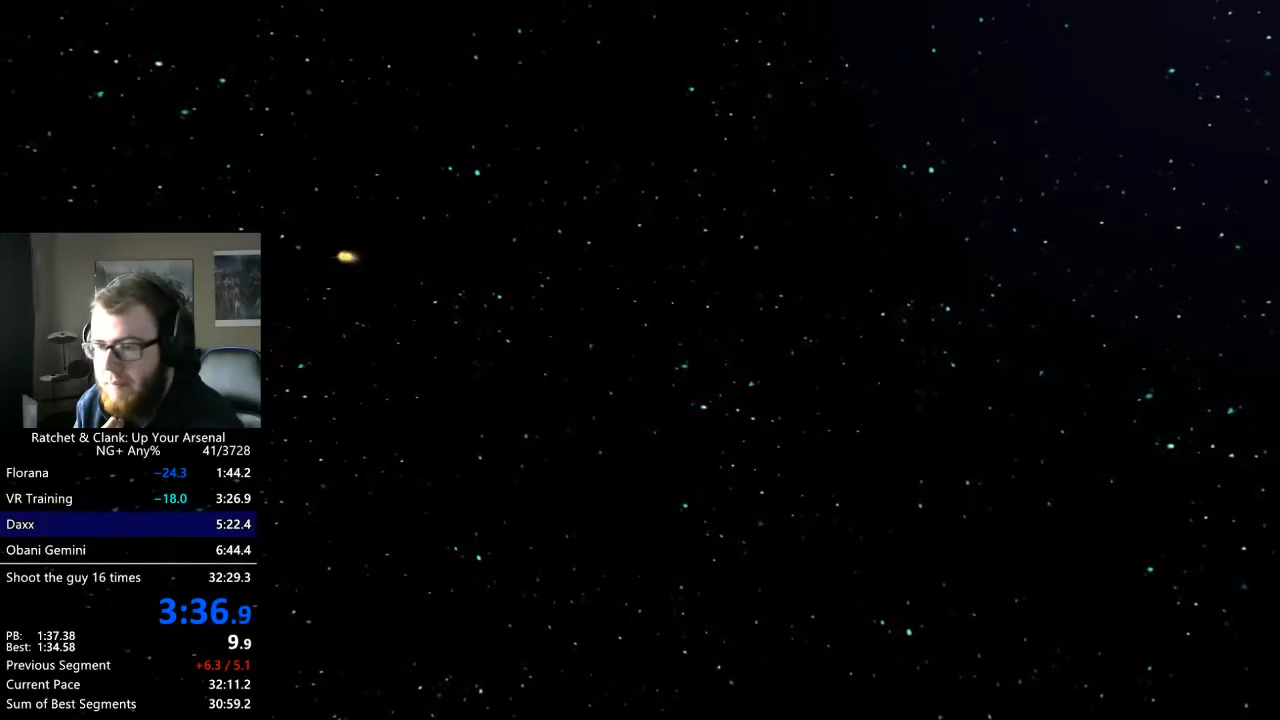 Ratchet & Clank: Up Your Arsenal
NG+ Any% 41/3728
Florana −24.3 1:44.2
VR Training −18.0 3:26.9
Daxx 5:22.4
Obani Gemini 6:44.4
Shoot the guy 16 times 32:29.3
3:36.9
PB: 1:37.38
Best: 1:34.58
9.9
Previous Segment +6.3 / 5.1
Current Pace 32:11.2
Sum of Best Segments 30:59.2